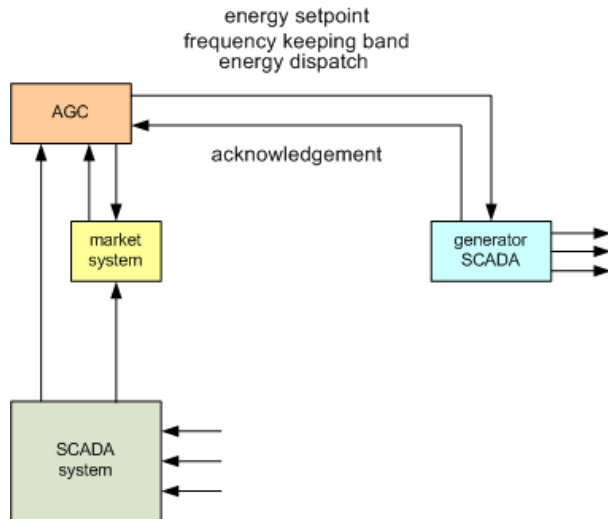 energy setpoint
frequency keeping band
energy dispatch
AGC
acknowledgement
market
system
generator
SCADA
SCADA
system